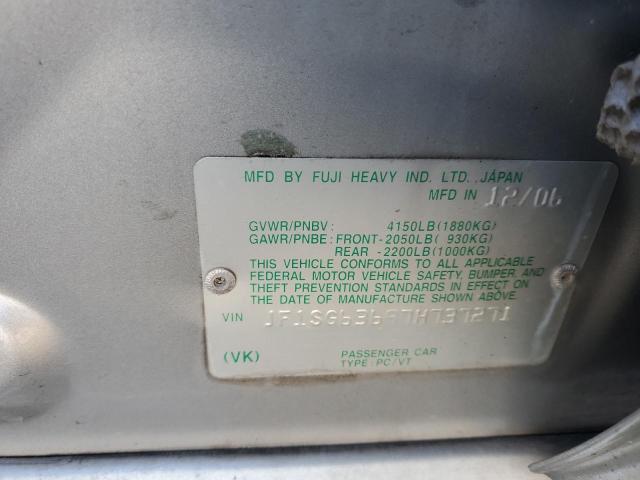 MFD BY FUJI HEAVY IND. LTD., JAPAN
MFD IN 12/06
GVWR/PNBV: 4150LB(1880KG)
GAWR/PNBE: FRONT-2050LB( 930KG)
REAR -2200LB(1000KG)
THIS VEHICLE CONFORMS TO ALL APPLICABLE
FEDERAL MOTOR VEHICLE SAFETY, BUMPER, AND
THEFT PREVENTION STANDARDS IN EFFECT ON
THE DATE OF MANUFACTURE SHOWN ABOVE.
VIN
(VK)
PASSENGER CAR
TYPE:PC/VT